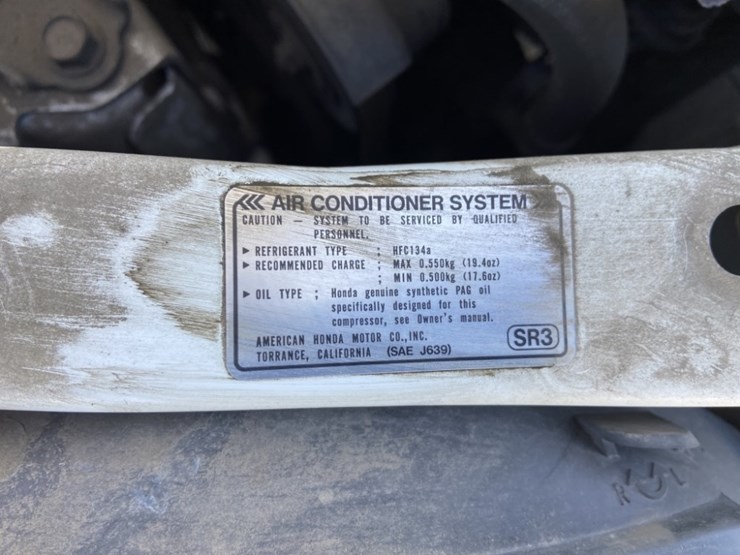 AIR CONDITIONER SYSTEM
CAUTION — SYSTEM TO BE SERVICED BY QUALIFIED
PERSONNEL.
▶ REFRIGERANT TYPE : HFC134a
▶ RECOMMENDED CHARGE : MAX 0.550kg (19.4oz)
: MIN 0.500kg (17.6oz)
▶ OIL TYPE : Honda genuine synthetic PAG oil
specifically designed for this
compressor, see Owner's manual.
AMERICAN HONDA MOTOR CO.,INC.
TORRANCE, CALIFORNIA (SAE J639)
SR3